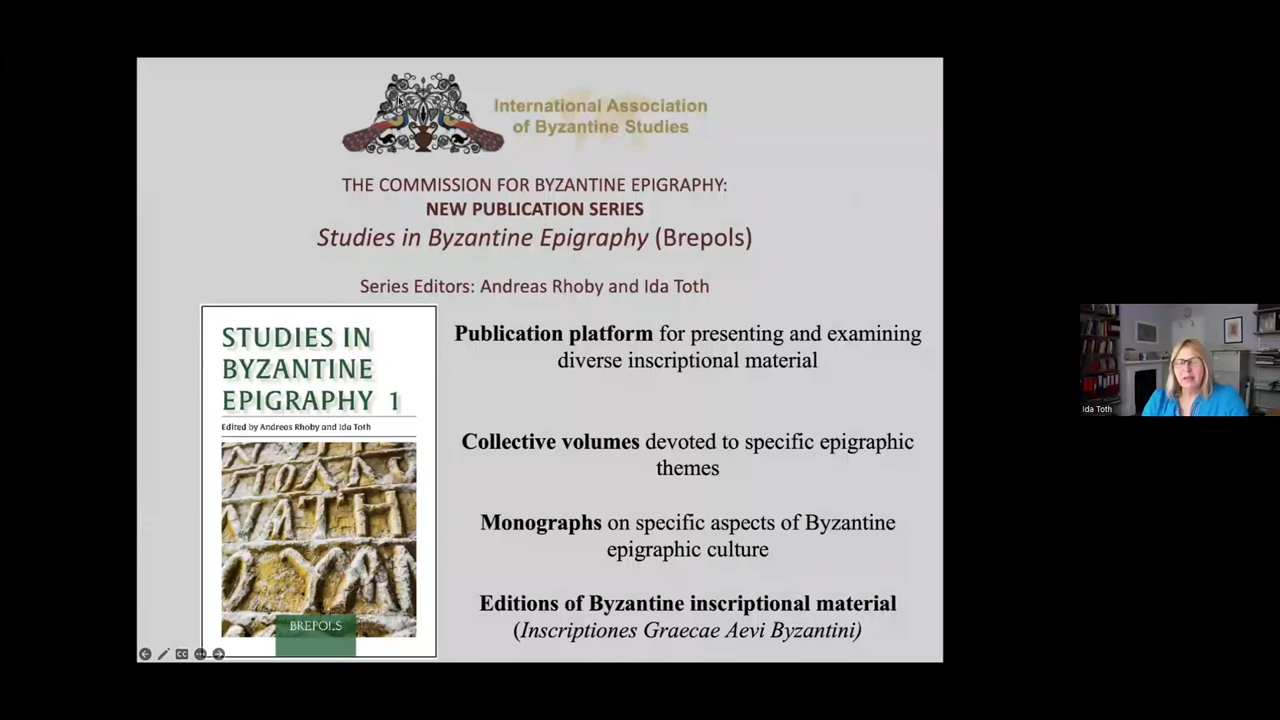 International Association
of Byzantine Studies
THE COMMISSION FOR BYZANTINE EPIGRAPHY:
NEW PUBLICATION SERIES
Studies in Byzantine Epigraphy (Brepols)
Series Editors: Andreas Rhoby and Ida Toth
STUDIES IN
BYZANTINE
EPIGRAPHY 1
Edited by Andreas Rhoby and Ida Toth
BREPOLS
Publication platform for presenting and examining
diverse inscriptional material
Collective volumes devoted to specific epigraphic
themes
Monographs on specific aspects of Byzantine
epigraphic culture
Editions of Byzantine inscriptional material
(Inscriptiones Graecae Aevi Byzantini)
CC
Ida Toth